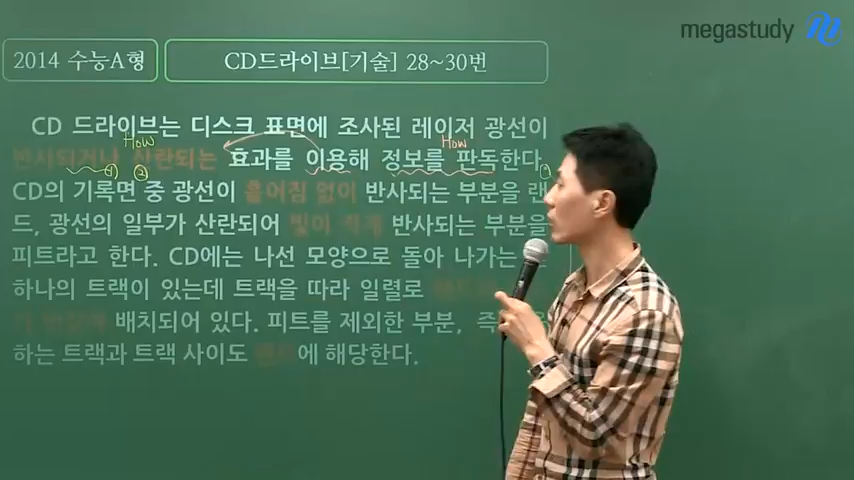 megastudy
2014 수능A형
CD드라이브[기술] 28~30번
CD 드라이브는 디스크 표면에 조사된 레이저 광선이
How
How
반사되거나 산란되는 효과를 이용해 정보를 판독한다.
① ②
CD의 기록면 중 광선이 흩어짐 없이 반사되는 부분을 랜
드, 광선의 일부가 산란되어 빛이 적게 반사되는 부분을
피트라고 한다. CD에는 나선 모양으로 돌아 나가는
하나의 트랙이 있는데 트랙을 따라 일렬로
배치되어 있다. 피트를 제외한 부분, 즉
하는 트랙과 트랙 사이도 랜드에 해당한다.